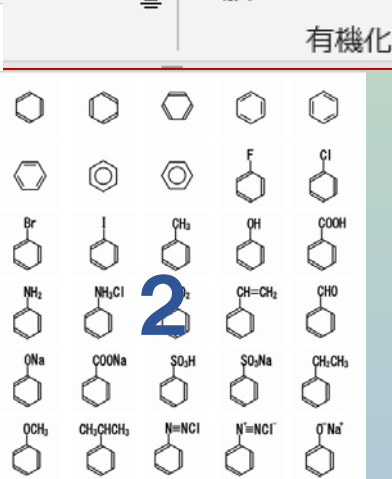 有機化
F Cl
Br I CH₃ OH COOH
NH₂ NH₃Cl 2 CH=CH₂ CHO
ONa COONa SO₃H SO₃Na CH₂CH₃
OCH₃ CH₃CHCH₃ N≡NCl N⁺≡NCl⁻ O⁻Na⁺